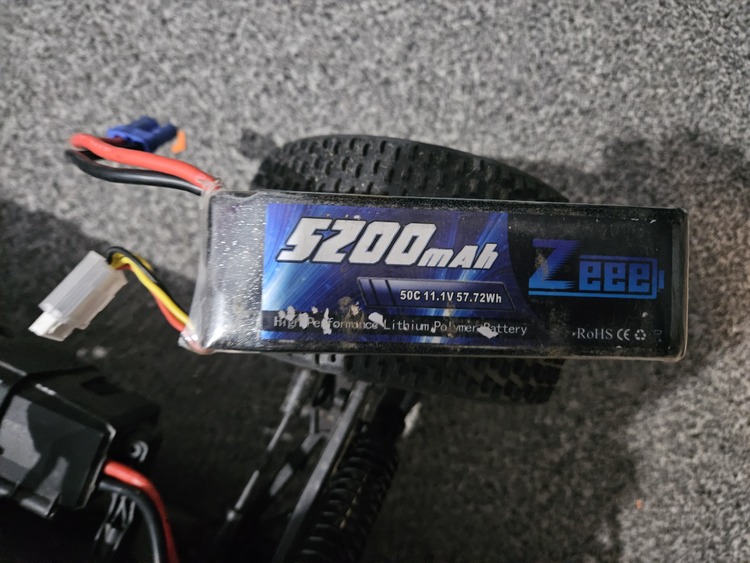 5200mAh
50C 11.1V 57.72Wh
High Performance Lithium Polymer Battery
Zeee
RoHS CE